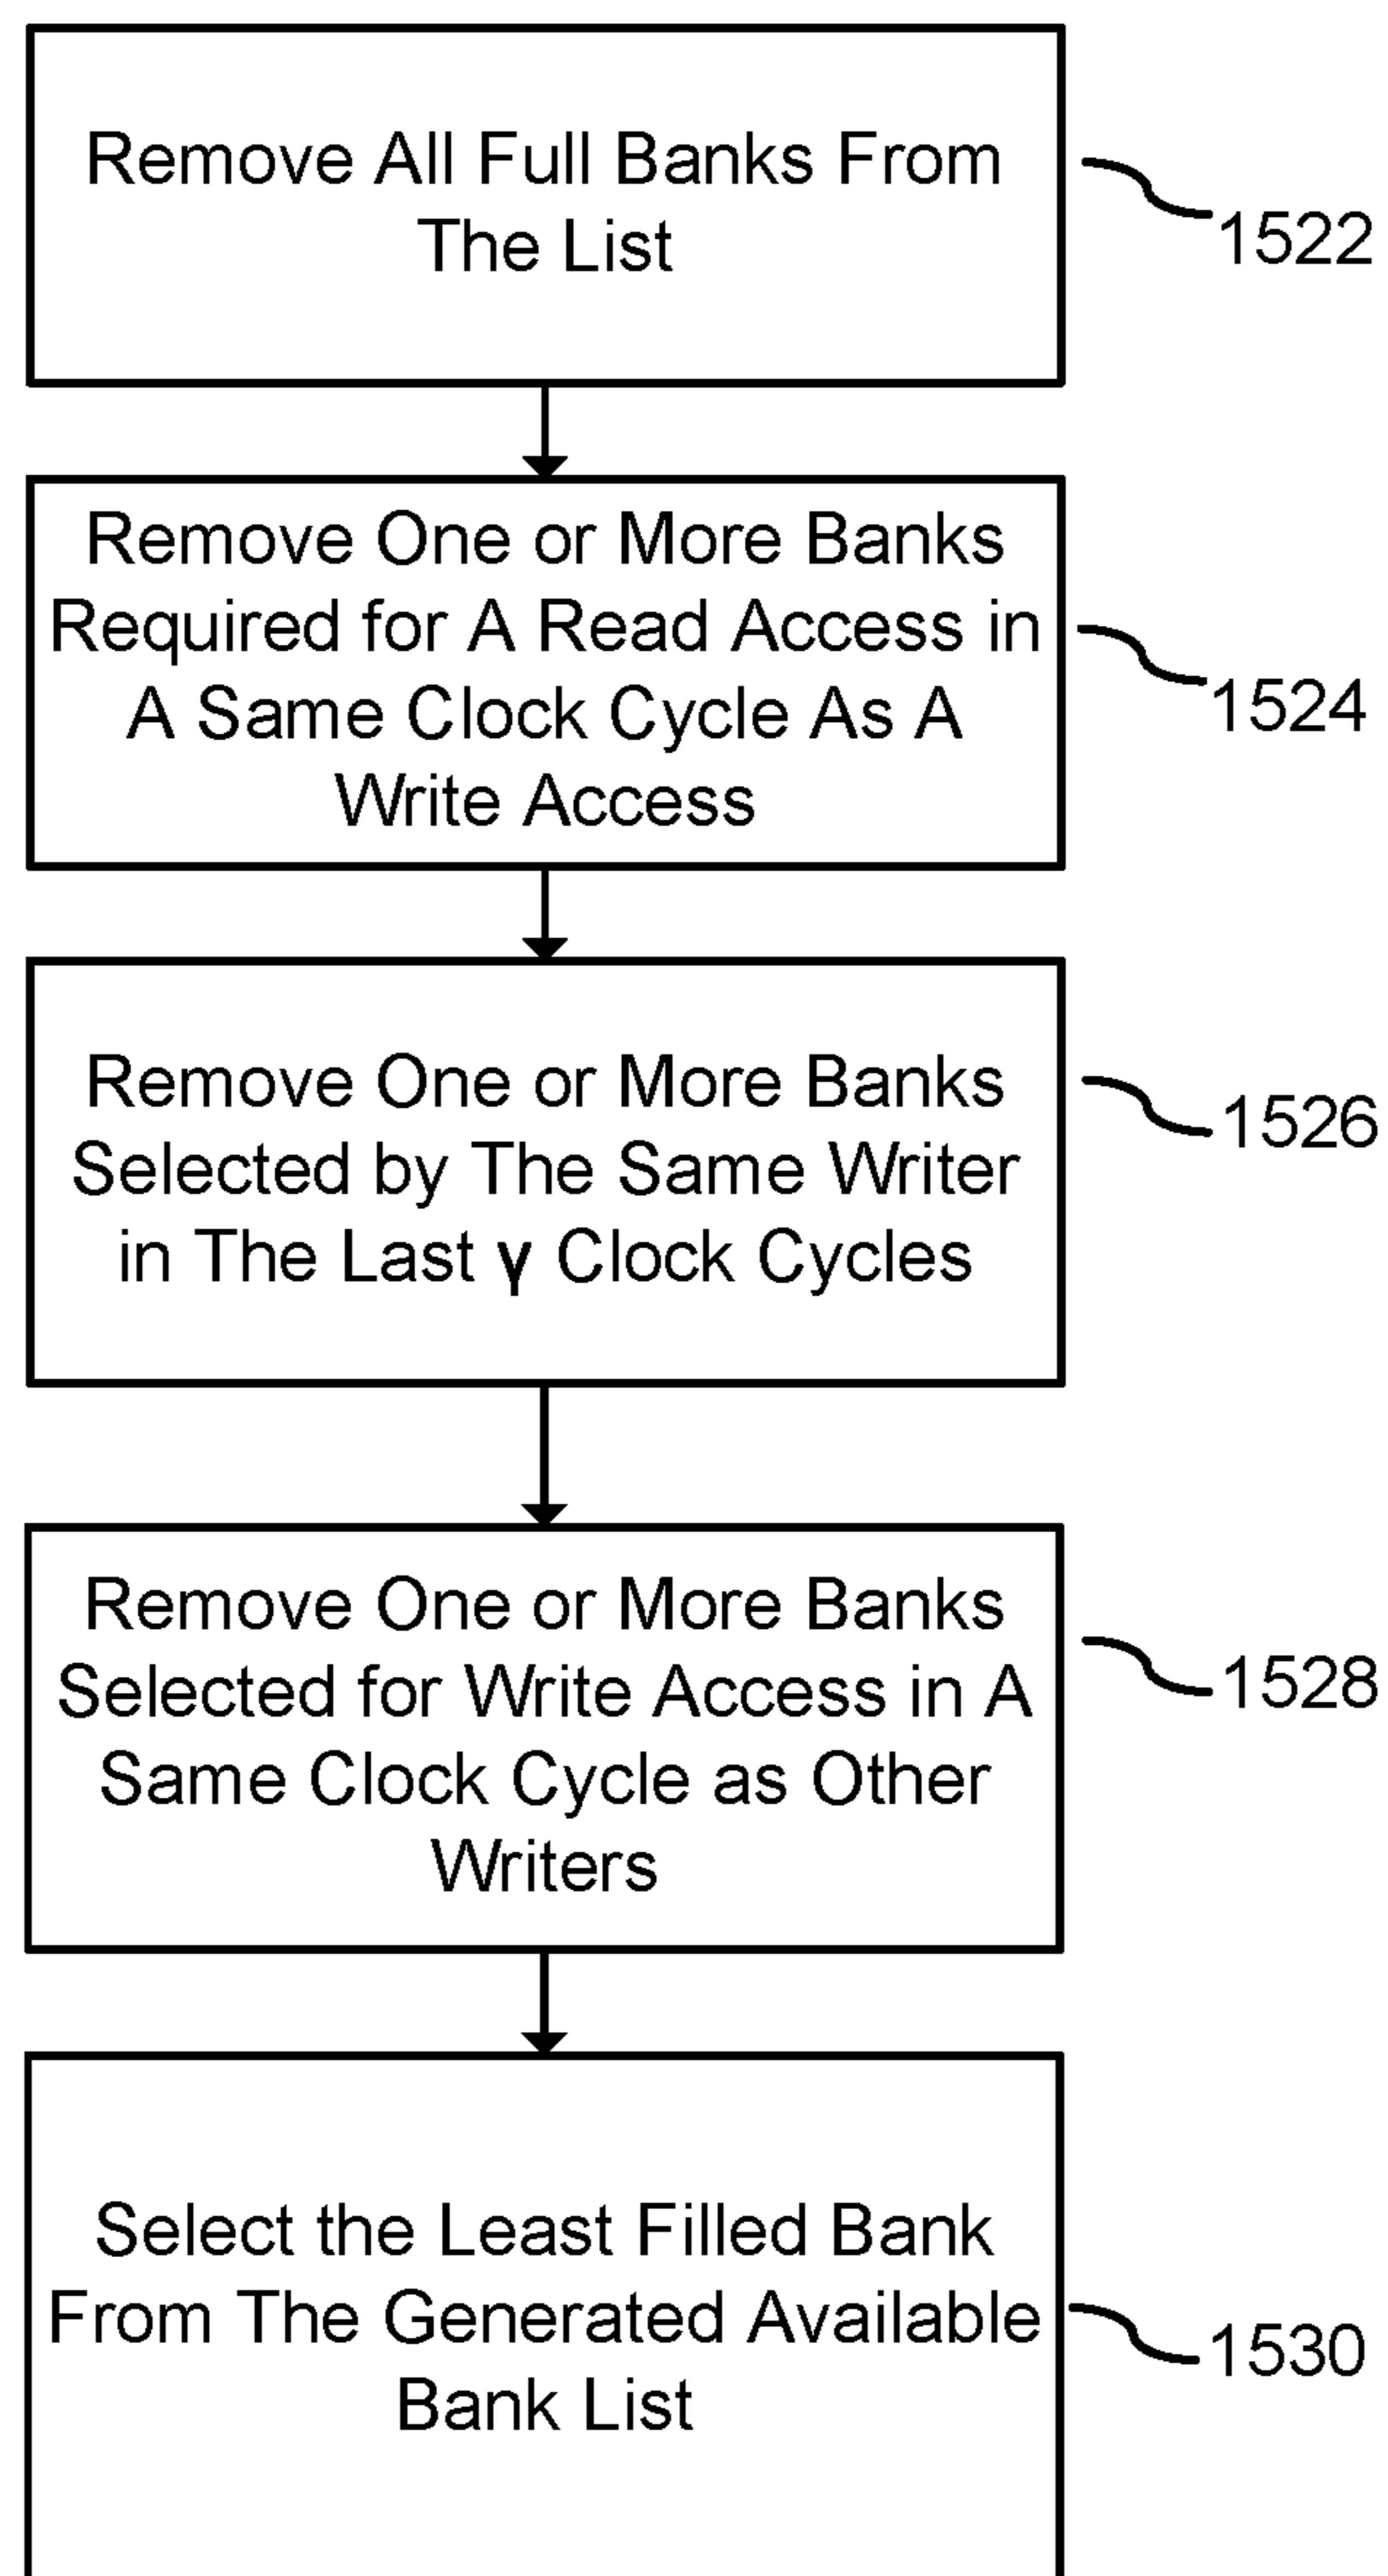 Remove All Full Banks From
The List
1522
Remove One or More Banks
Required for A Read Access in
A Same Clock Cycle As A
Write Access
1524
Remove One or More Banks
Selected by The Same Writer
in The Last γ Clock Cycles
1526
Remove One or More Banks
Selected for Write Access in A
Same Clock Cycle as Other
Writers
1528
Select the Least Filled Bank
From The Generated Available
Bank List
1530